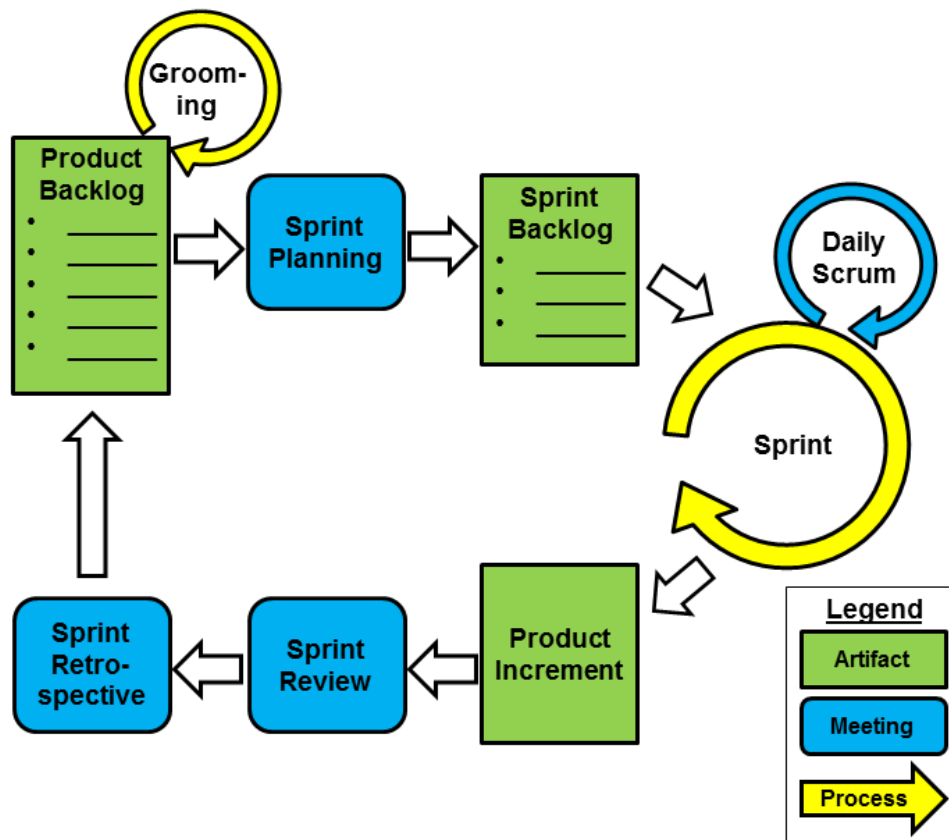 Groom-
ing
Product
Backlog
•
•
•
•
•
Sprint
Planning
Sprint
Backlog
•
•
•
Daily
Scrum
Sprint
Sprint
Retro-
spective
Sprint
Review
Product
Increment
Legend
Artifact
Meeting
Process